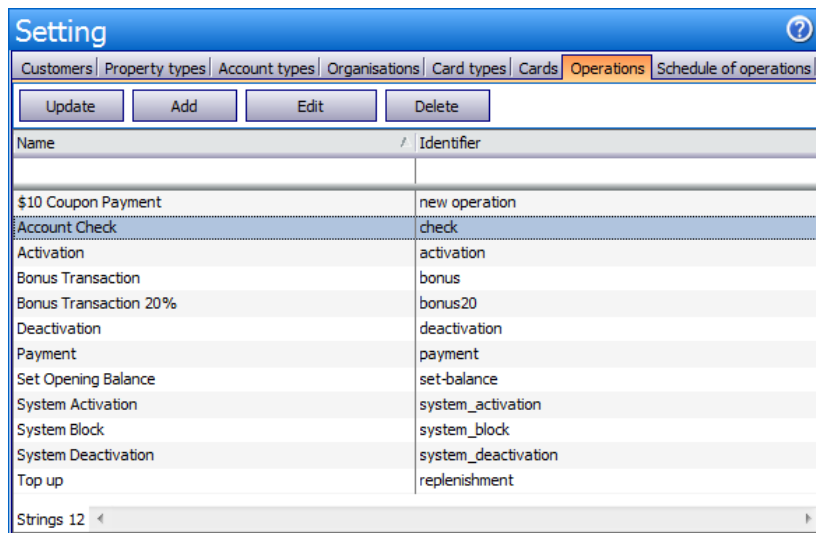 Setting
Customers Property types Account types Organisations Card types Cards Operations Schedule of operations
Update Add Edit Delete
Name Identifier
$10 Coupon Payment new operation
Account Check check
Activation activation
Bonus Transaction bonus
Bonus Transaction 20% bonus20
Deactivation deactivation
Payment payment
Set Opening Balance set-balance
System Activation system_activation
System Block system_block
System Deactivation system_deactivation
Top up replenishment
Strings 12